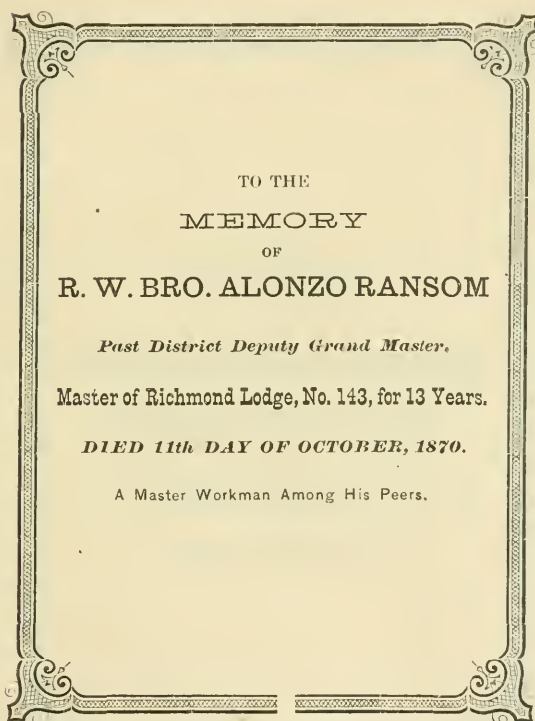 TO THE
MEMORY
OF
R. W. BRO. ALONZO RANSOM
Past District Deputy Grand Master.
Master of Richmond Lodge, No. 143, for 13 Years.
DIED 11th DAY OF OCTOBER, 1870.
A Master Workman Among His Peers.